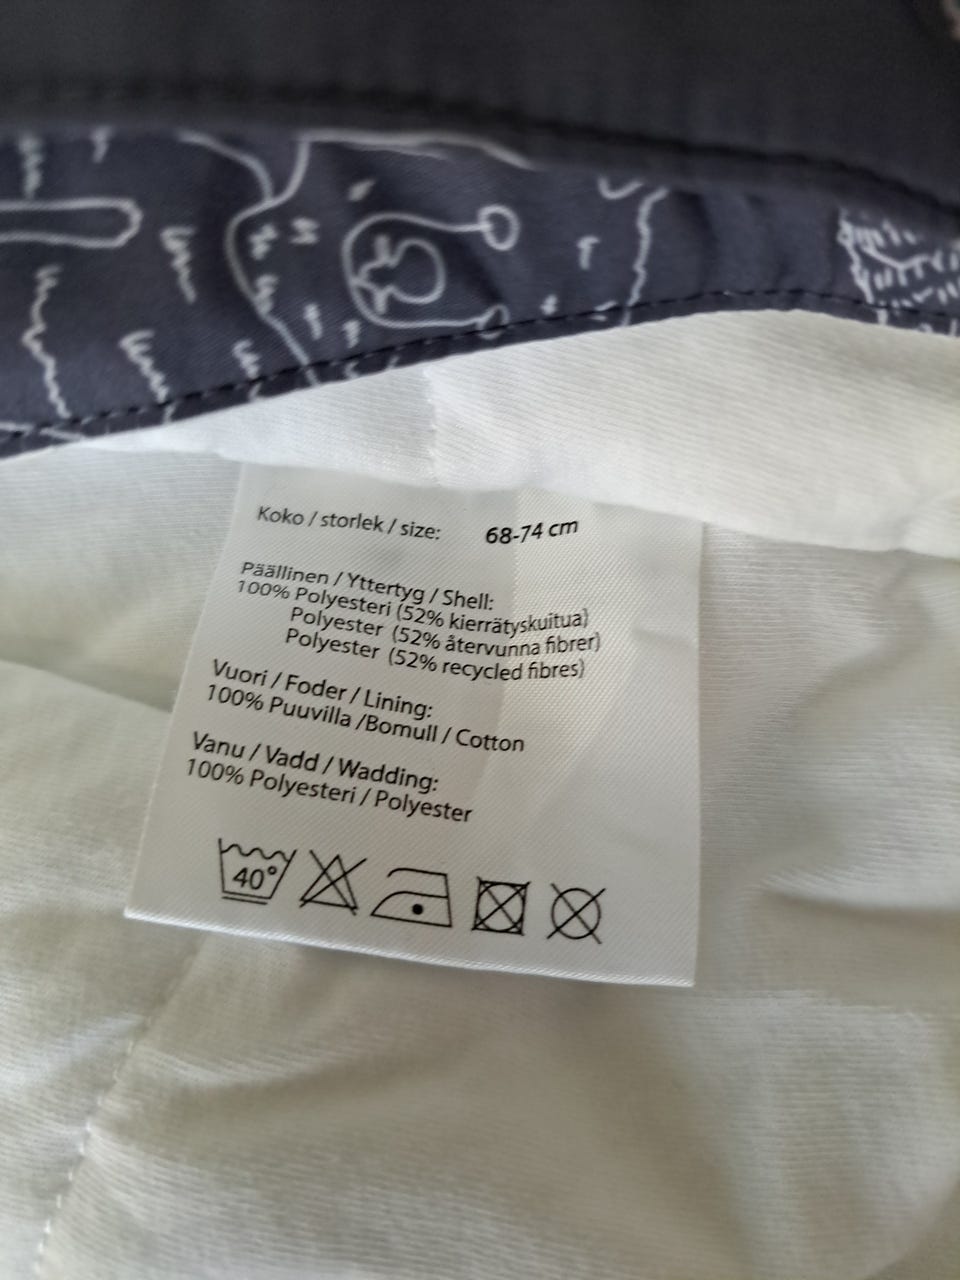 Koko / storlek / size: 68-74 cm
Päällinen / Yttertyg / Shell:
100% Polyesteri (52% kierrätyskuitua)
Polyester (52% återvunna fibrer)
Polyester (52% recycled fibres)
Vuori / Foder / Lining:
100% Puuvilla /Bomull / Cotton
Vanu / Vadd / Wadding:
100% Polyesteri / Polyester
40°